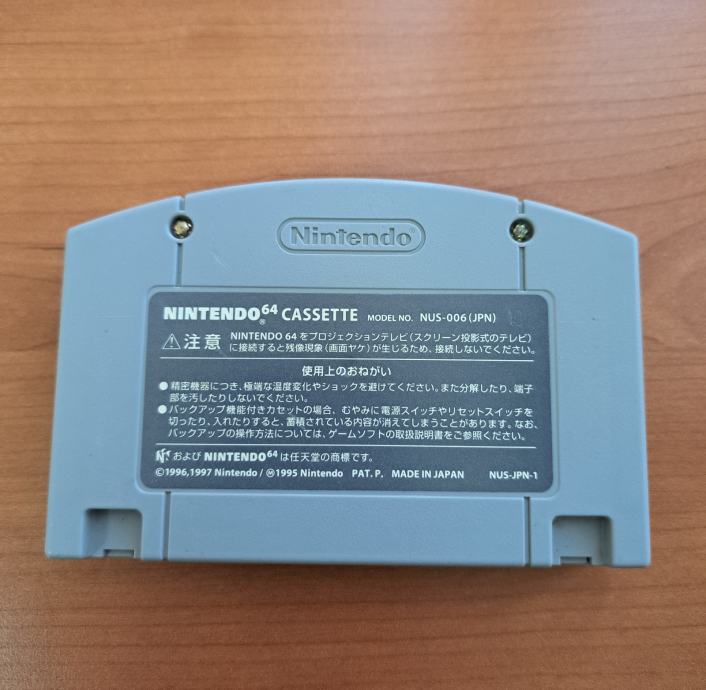 Nintendo®
NINTENDO64® CASSETTE MODEL NO. NUS-006(JPN)
注意 NINTENDO 64をプロジェクションテレビ(スクリーン投影式のテレビ)
に接続すると残像現象(画面ヤケ)が生じるため、接続しないでください。
使用上のおねがい
●精密機器につき、極端な温度変化やショックを避けてください。また分解したり、端子
部を汚したりしないでください。
●バックアップ機能付きカセットの場合、むやみに電源スイッチやリセットスイッチを
切ったり、入れたりすると、蓄積されている内容が消えてしまうことがあります。なお、
バックアップの操作方法については、ゲームソフトの取扱説明書をご参照ください。
および NINTENDO64は任天堂の商標です。
©1996,1997 Nintendo/Ⓜ1995 Nintendo PAT. P. MADE IN JAPAN NUS-JPN-1